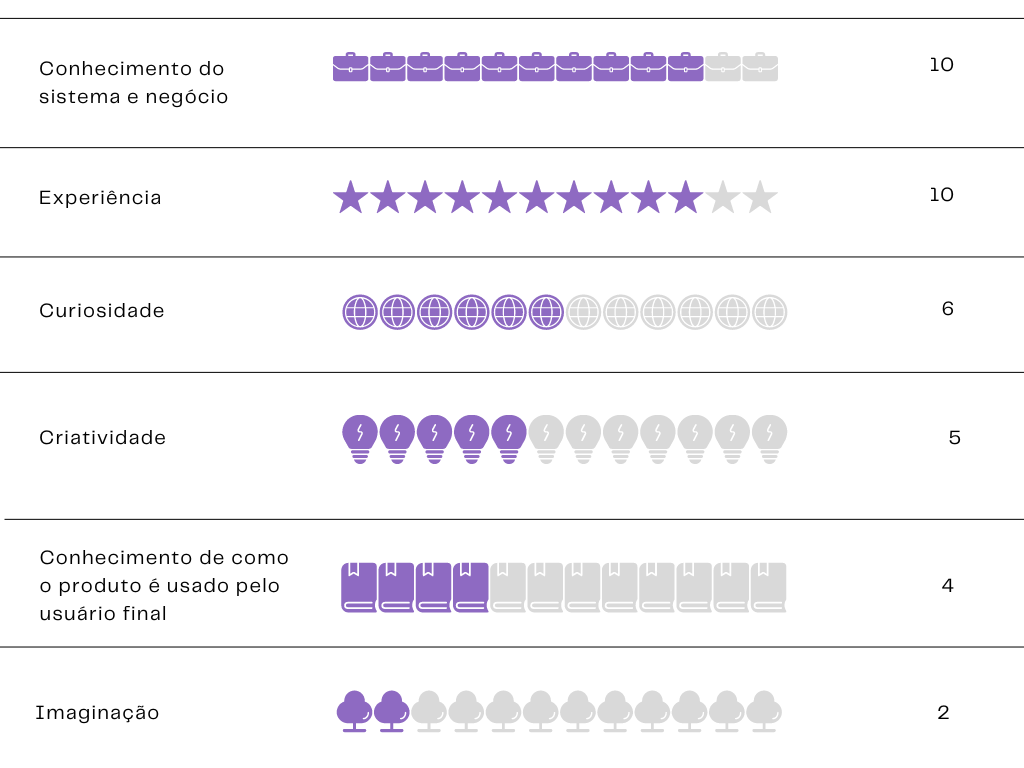 Conhecimento do
sistema e negócio
10
Experiência
10
Curiosidade
6
Criatividade
5
Conhecimento de como
o produto é usado pelo
usuário final
4
Imaginação
2